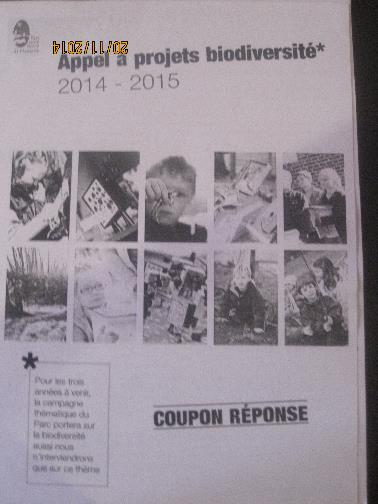 20/11/2014
Appel à projets biodiversité*
2014 - 2015
*
Pour les trois
années à venir,
la campagne
thématique du
Parc portera sur
la biodiversité
aussi nous
n'interviendrons
que sur ce thème
COUPON RÉPONSE